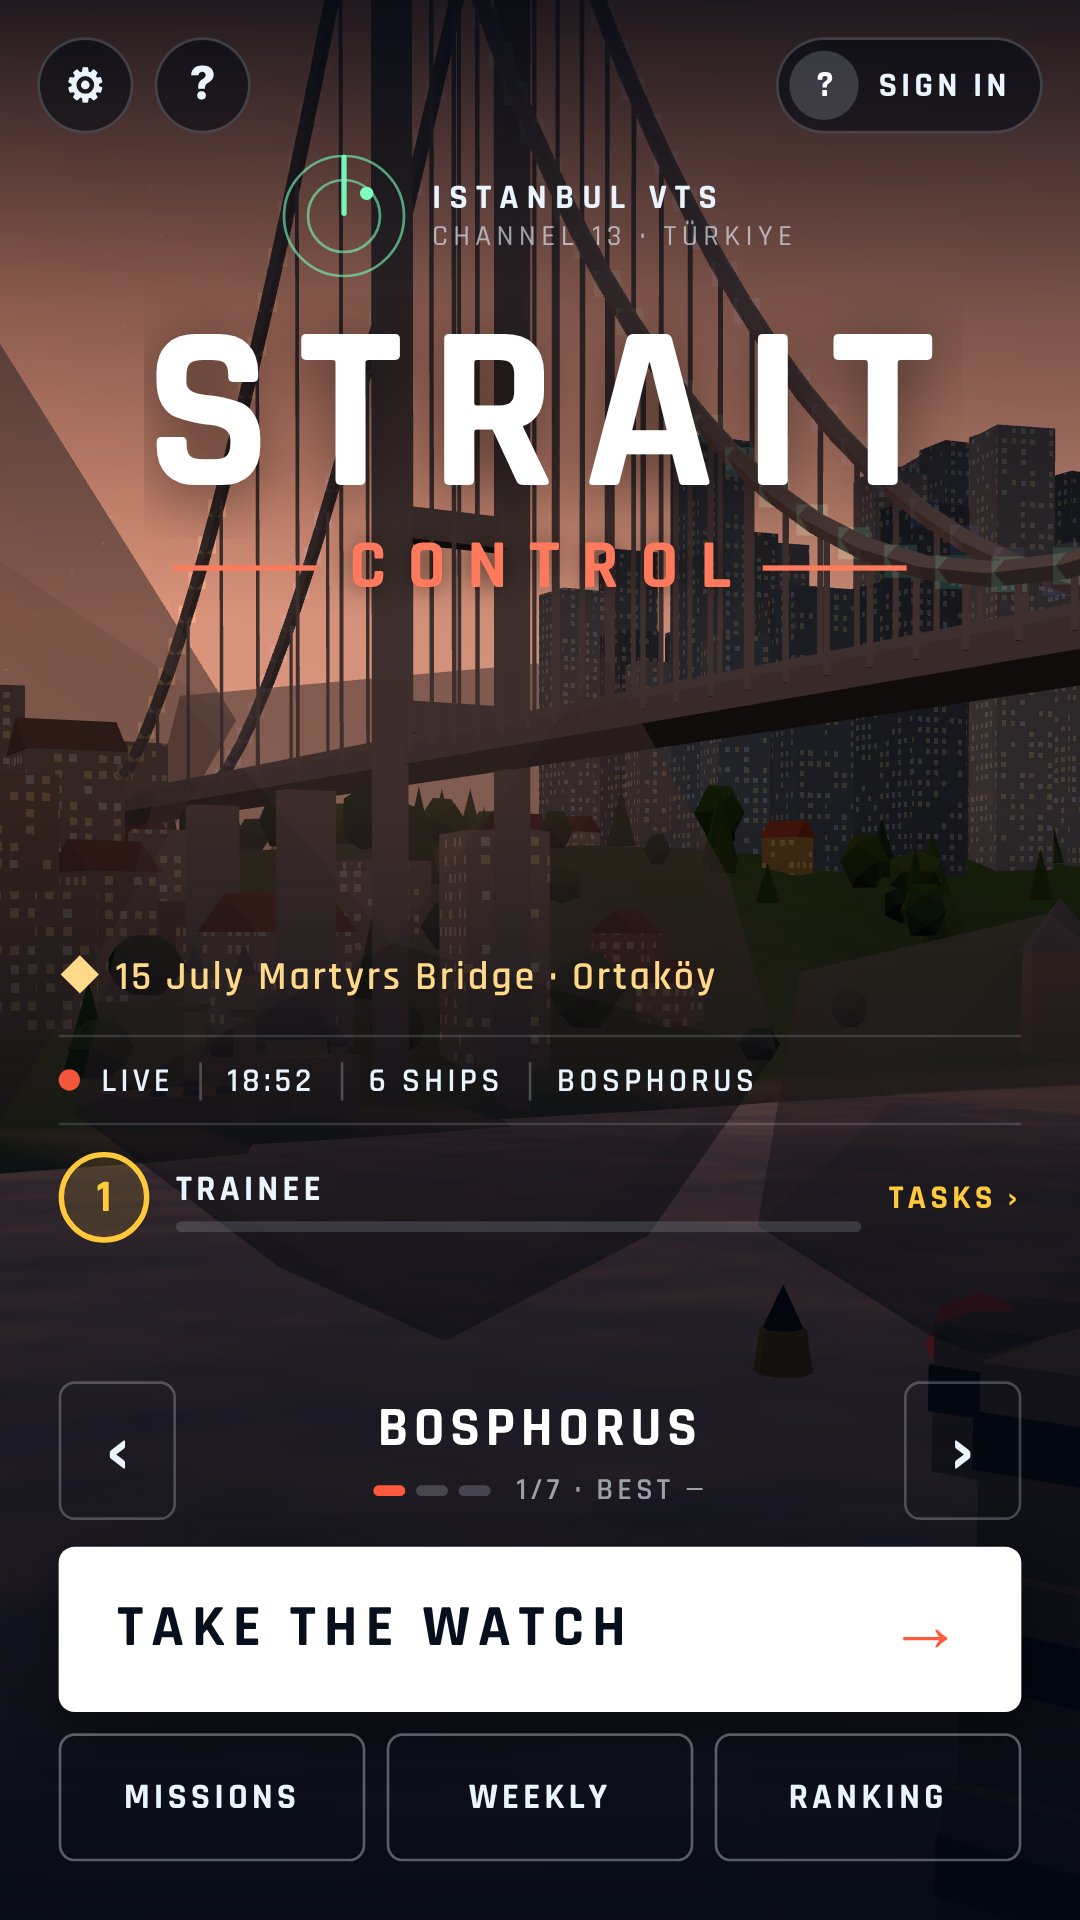 ⚙ ? ? SIGN IN
ISTANBUL VTS
CHANNEL 13 · TÜRKIYE
STRAIT
CONTROL
15 July Martyrs Bridge · Ortaköy
LIVE 18:52 6 SHIPS BOSPHORUS
1 TRAINEE TASKS ›
‹ BOSPHORUS ›
1/7 · BEST –
TAKE THE WATCH →
MISSIONS WEEKLY RANKING